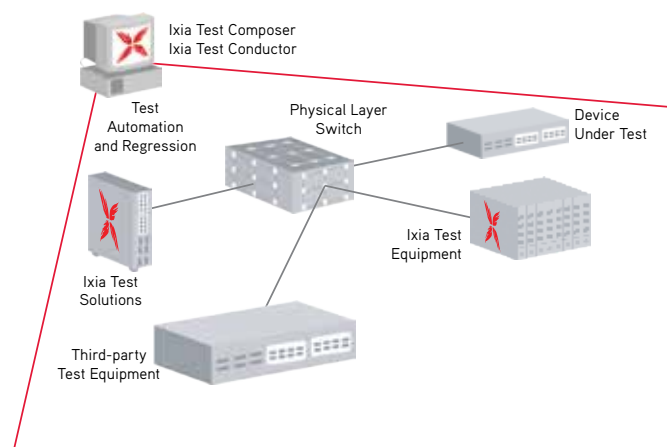 Ixia Test Composer
Ixia Test Conductor
Test
Automation
and Regression
Physical Layer
Switch
Device
Under Test
Ixia Test
Equipment
Ixia Test
Solutions
Third-party
Test Equipment